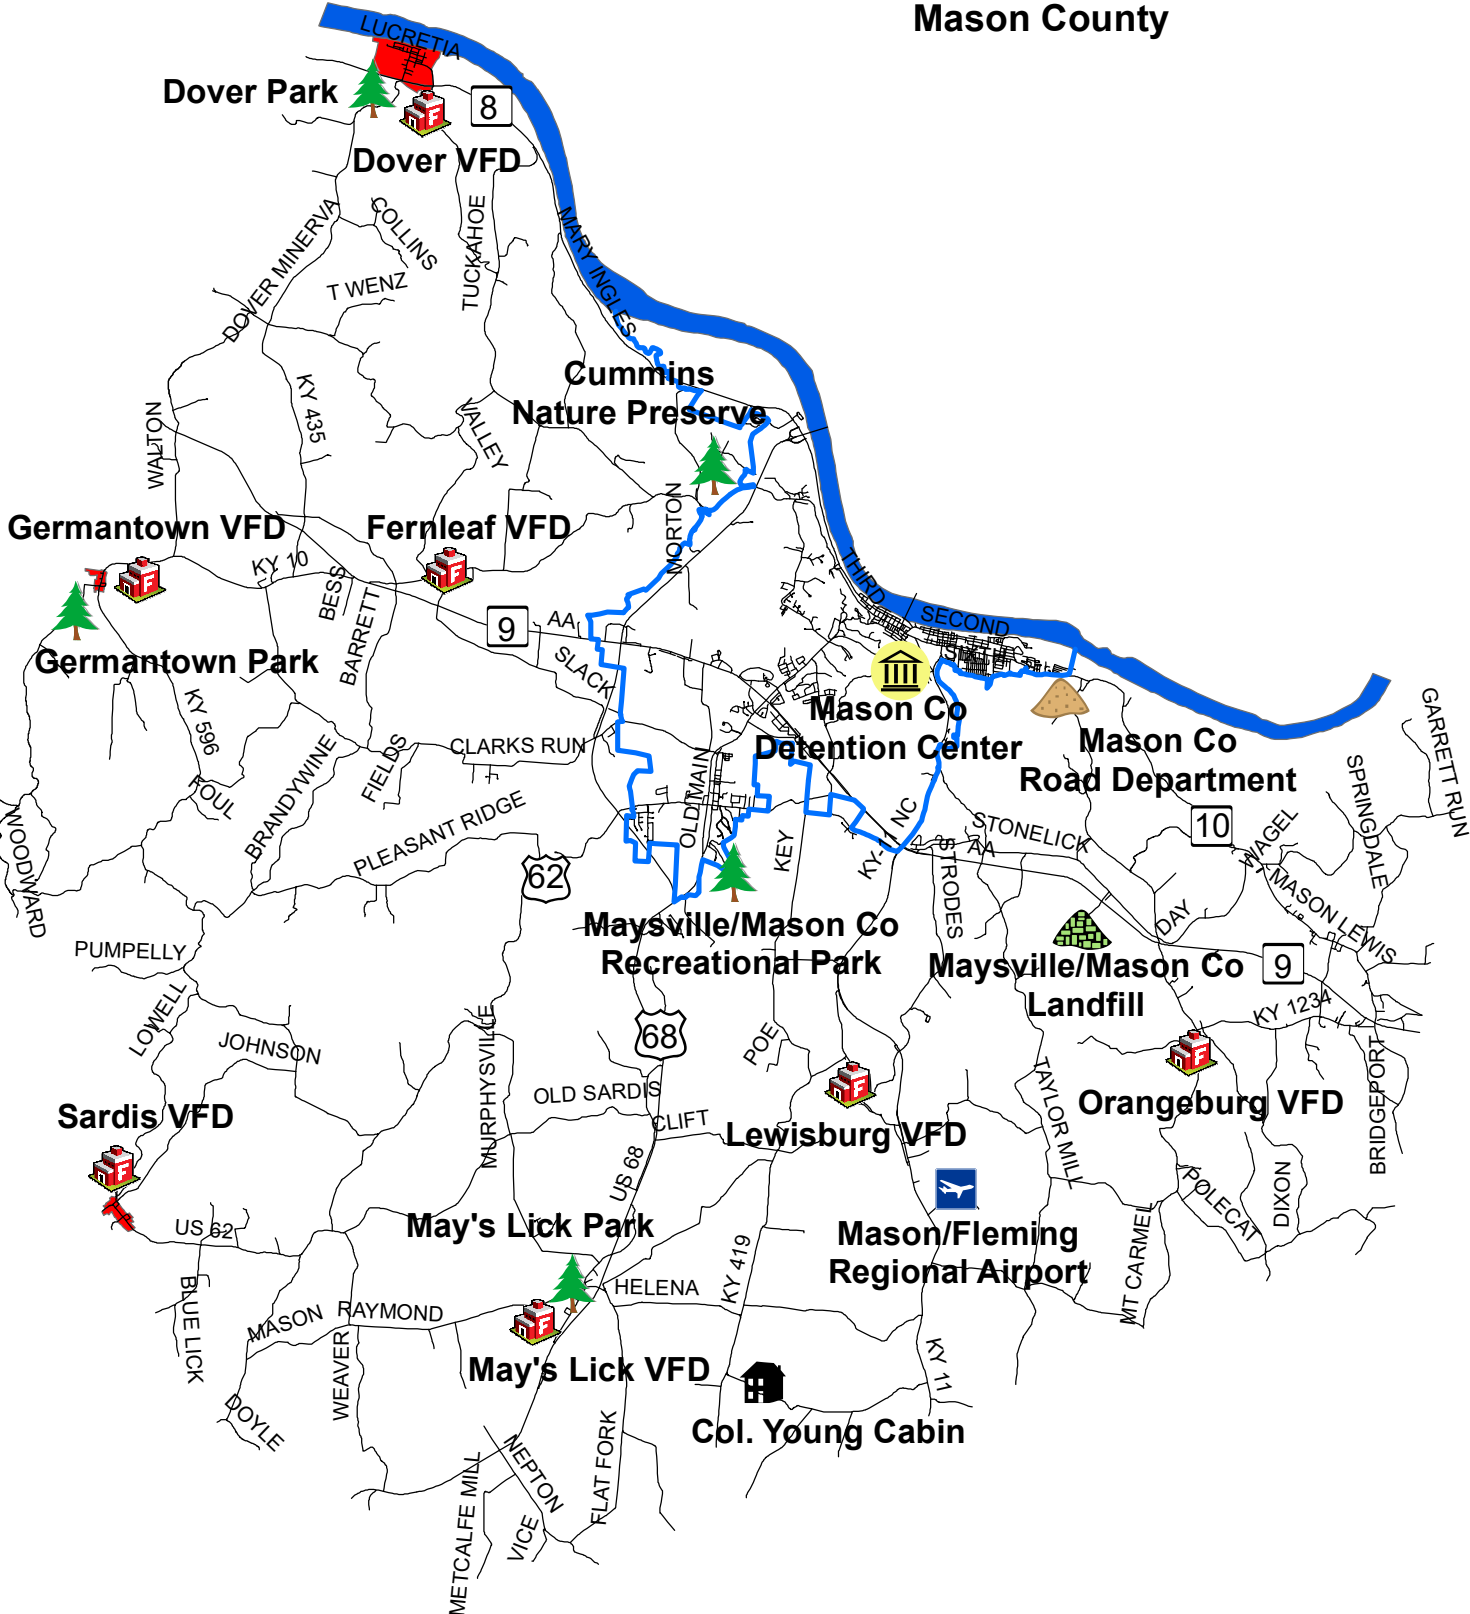 Mason County
LUCRETIA
Dover Park
8
Dover VFD
COLLINS
TUCKAHOE
DOVER MINERVA
MARY INGLES
T WENZ
Cummins
Nature Preserve
KY 435
WALTON
VALLEY
MORTON
Germantown VFD
Fernleaf VFD
KY 10
BESS
BARRETT
THIRD
9
AA
SECOND
SIXTH
Germantown Park
SLACK
KY 596
Mason Co
Detention Center
Mason Co
Road Department
GARRETT RUN
CLARKS RUN
FIELDS
BRANDYWINE
FOUL
OLD MAIN
SPRINGDALE
PLEASANT RIDGE
WOODWARD
KEY
KY-11 NC
STONELICK
AA
10
WAGEL
62
STRODES
MASON LEWIS
DAY
Maysville/Mason Co
Recreational Park
PUMPELLY
Maysville/Mason Co
Landfill
9
KY 1234
LOWELL
JOHNSON
MURPHYSVILLE
68
POE
OLD SARDIS
CLIFT
TAYLOR MILL
BRIDGEPORT
Sardis VFD
Lewisburg VFD
Orangeburg VFD
US 68
POLECAT
DIXON
US 62
May's Lick Park
Mason/Fleming
Regional Airport
MT CARMEL
KY 419
HELENA
BLUE LICK
MASON
RAYMOND
WEAVER
May's Lick VFD
KY 11
DOYLE
Col. Young Cabin
FLAT FORK
NEPTON
METCALFE MILL
VICE
F
F
F
F
F
F
F